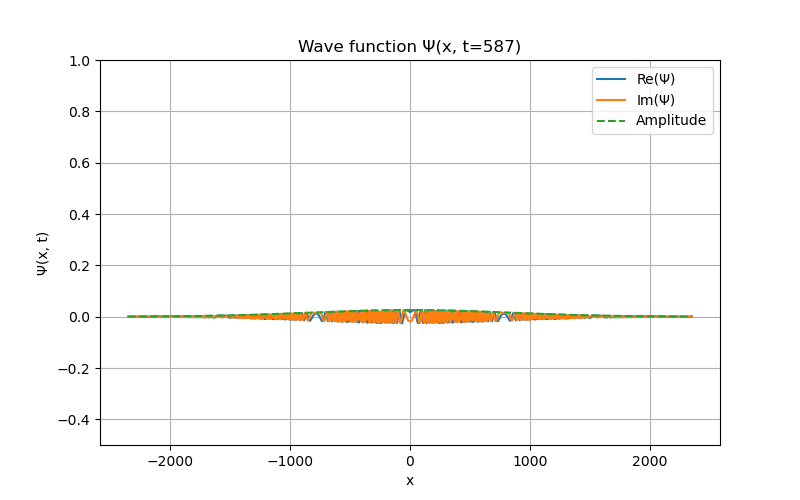 Wave function Ψ(x, t=587)
Re(Ψ)
Im(Ψ)
Amplitude
1.0
0.8
0.6
0.4
0.2
0.0
−0.2
−0.4
Ψ(x, t)
−2000
−1000
0
1000
2000
x